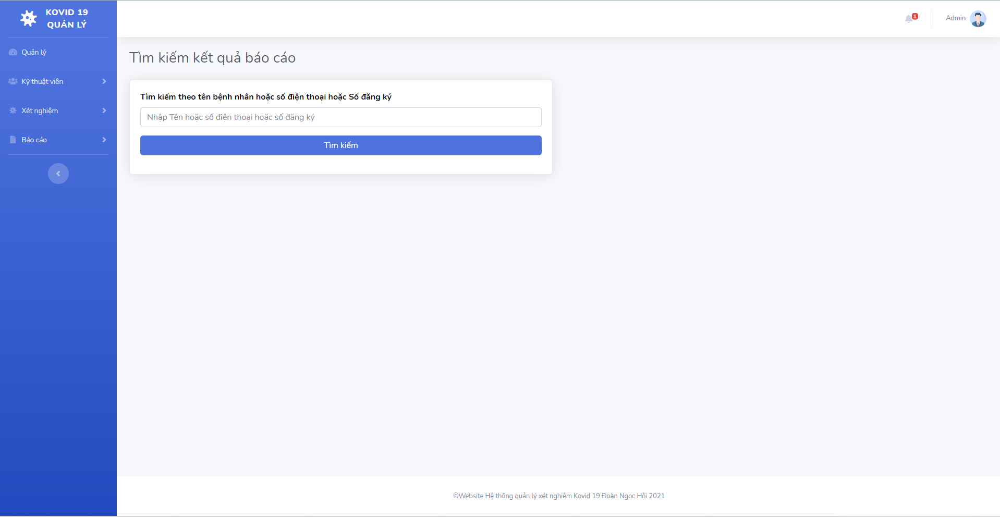 KOVID 19
QUẢN LÝ
Quản lý
Kỹ thuật viên
Xét nghiệm
Báo cáo
1
Admin
Tìm kiếm kết quả báo cáo
Tìm kiếm theo tên bệnh nhân hoặc số điện thoại hoặc Số đăng ký
Nhập Tên hoặc số điện thoại hoặc số đăng ký
Tìm kiếm
©Website Hệ thống quản lý xét nghiệm Kovid 19 Đoàn Ngọc Hội 2021